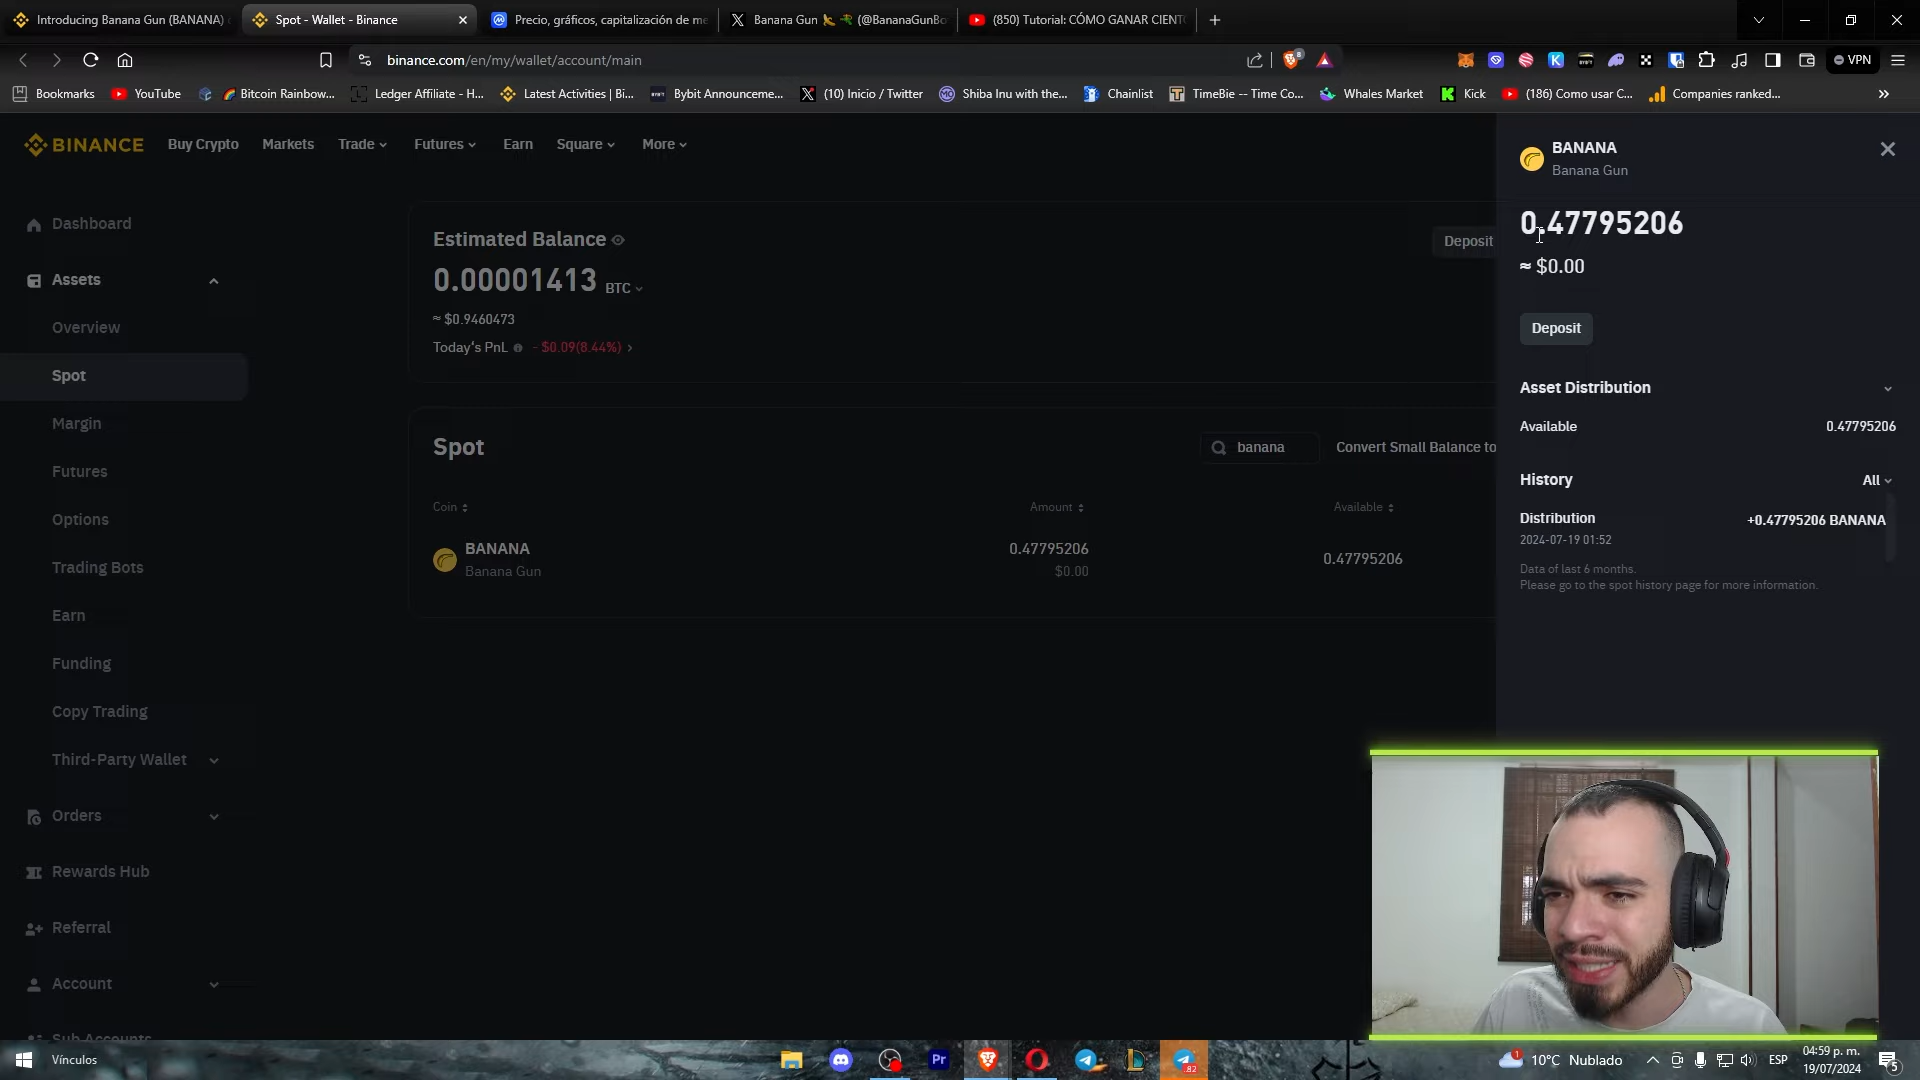 Introducing Banana Gun (BANANA)
Spot - Wallet - Binance
Precio, gráficos, capitalización de me
Banana Gun 🍌🔫 (@BananaGunBo
(850) Tutorial: CÓMO GANAR CIENT
binance.com/en/my/wallet/account/main
VPN
Bookmarks
YouTube
Bitcoin Rainbow...
Ledger Affiliate - H...
Latest Activities | Bi...
Bybit Announceme...
(10) Inicio / Twitter
Shiba Inu with the...
Chainlist
TimeBie -- Time Co...
Whales Market
Kick
(186) Como usar C...
Companies ranked...
BINANCE
Buy Crypto
Markets
Trade
Futures
Earn
Square
More
Dashboard
Assets
Overview
Spot
Margin
Futures
Options
Trading Bots
Earn
Funding
Copy Trading
Third-Party Wallet
Orders
Rewards Hub
Referral
Account
Sub Accounts
Estimated Balance
Deposit
0.00001413 BTC
≈ $0.9460473
Today's PnL - $0.09(8.44%)
Spot
banana
Convert Small Balance to
Coin
Amount
Available
BANANA
Banana Gun
0.47795206
$0.00
0.47795206
BANANA
Banana Gun
0.47795206
≈ $0.00
Deposit
Asset Distribution
Available
0.47795206
History
All
Distribution
+0.47795206 BANANA
2024-07-19 01:52
Data of last 6 months.
Please go to the spot history page for more information.
Vínculos
Pr
82
1
10°C Nublado
ESP
04:59 p. m.
19/07/2024
5